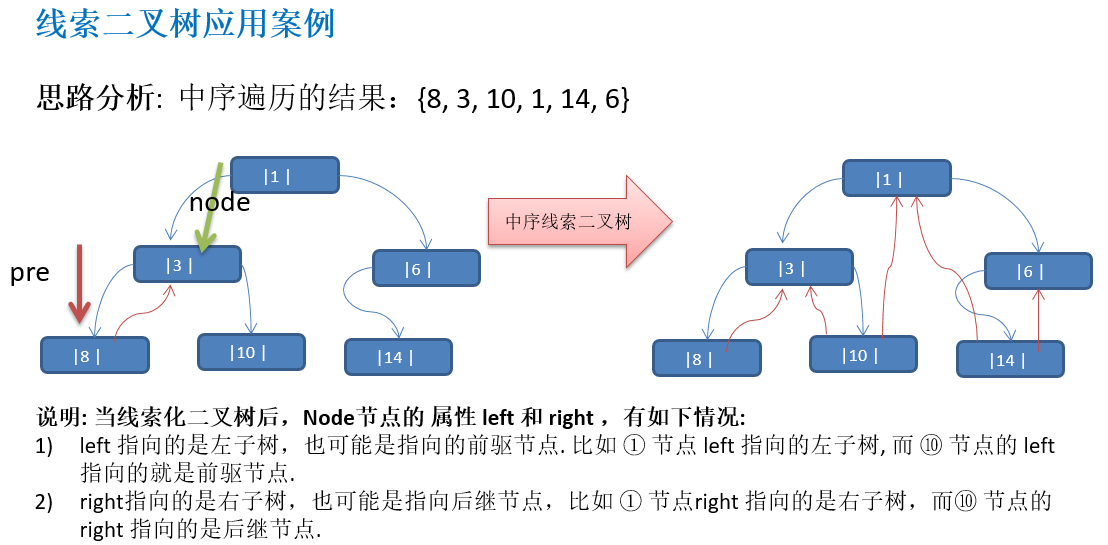 线索二叉树应用案例
思路分析: 中序遍历的结果：{8, 3, 10, 1, 14, 6}
|1 |
node
|3 |
|6 |
pre
|8 |
|10 |
|14 |
中序线索二叉树
|1 |
|3 |
|6 |
|8 |
|10 |
|14 |
说明: 当线索化二叉树后，Node节点的 属性 left 和 right ，有如下情况:
1) left 指向的是左子树，也可能是指向的前驱节点. 比如 ① 节点 left 指向的左子树, 而 ⑩ 节点的 left
指向的就是前驱节点.
2) right指向的是右子树，也可能是指向后继节点，比如 ① 节点right 指向的是右子树，而⑩ 节点的
right 指向的是后继节点.